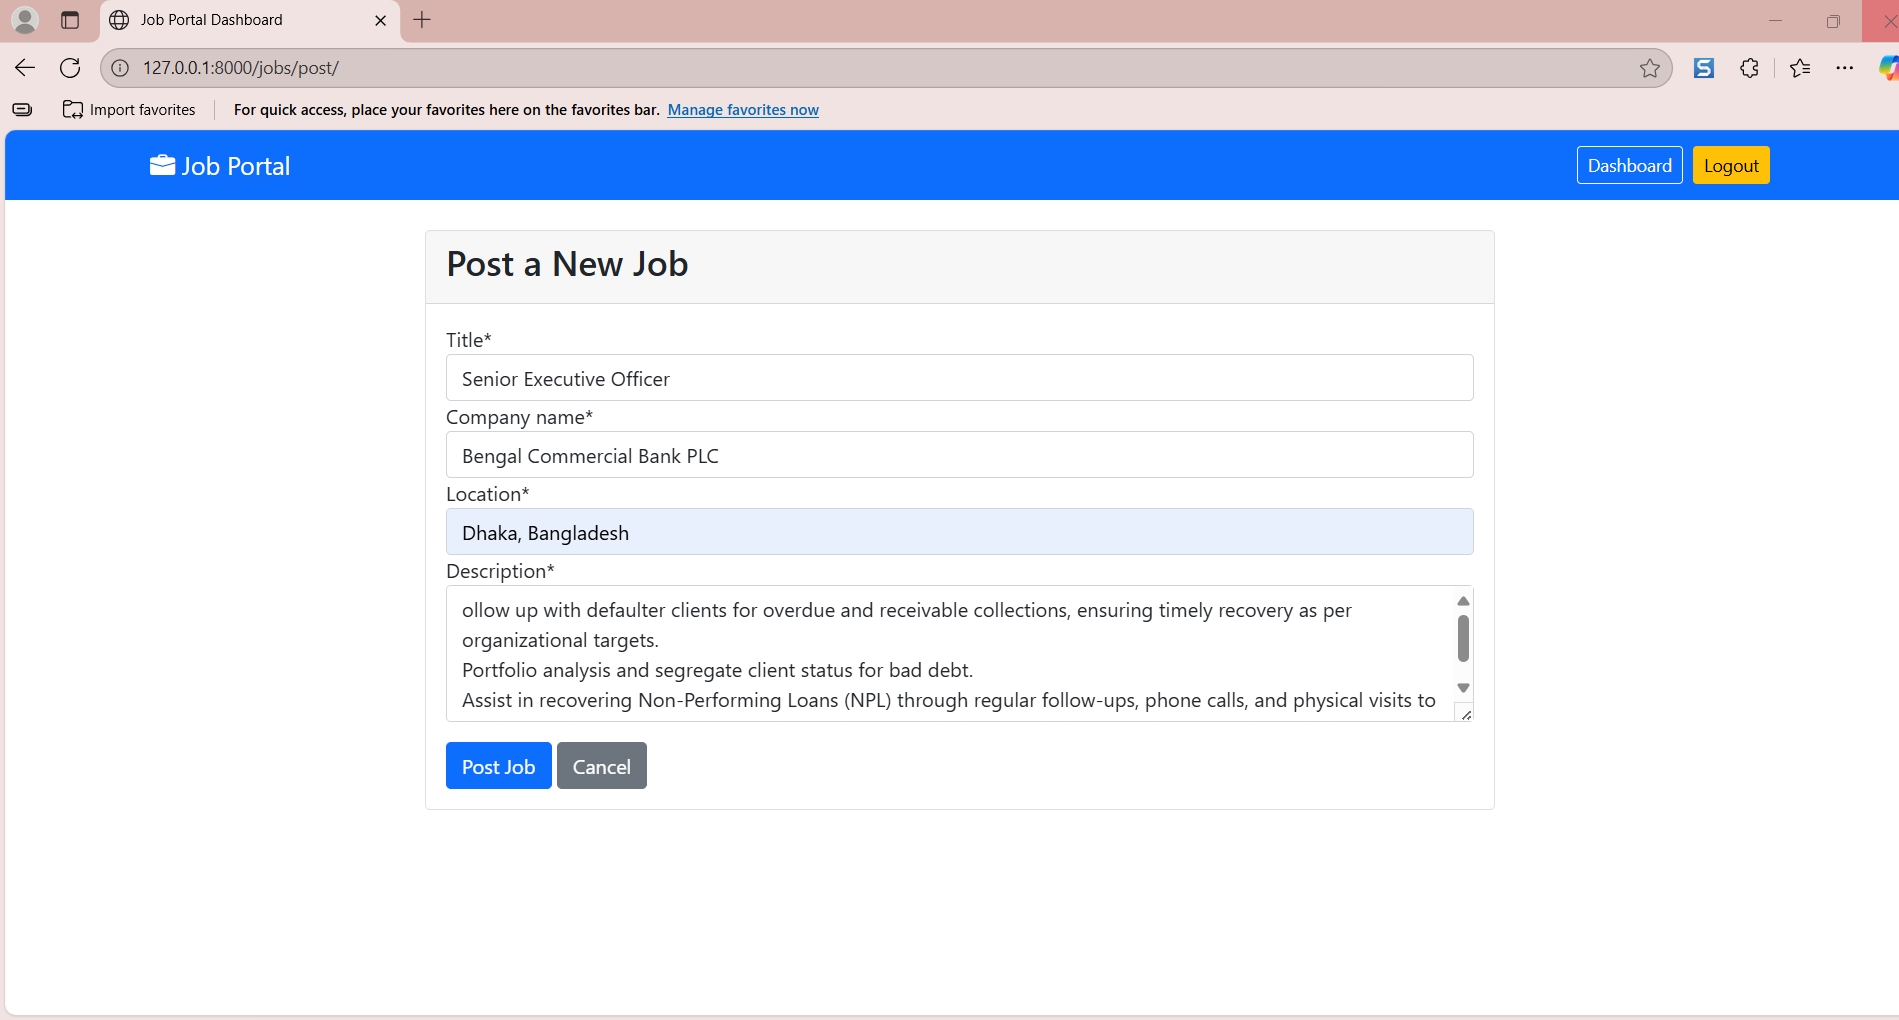 Job Portal Dashboard
127.0.0.1:8000/jobs/post/
Import favorites
For quick access, place your favorites here on the favorites bar. Manage favorites now
Job Portal
Dashboard
Logout
Post a New Job
Title*
Senior Executive Officer
Company name*
Bengal Commercial Bank PLC
Location*
Dhaka, Bangladesh
Description*
ollow up with defaulter clients for overdue and receivable collections, ensuring timely recovery as per
organizational targets.
Portfolio analysis and segregate client status for bad debt.
Assist in recovering Non-Performing Loans (NPL) through regular follow-ups, phone calls, and physical visits to
Post Job
Cancel